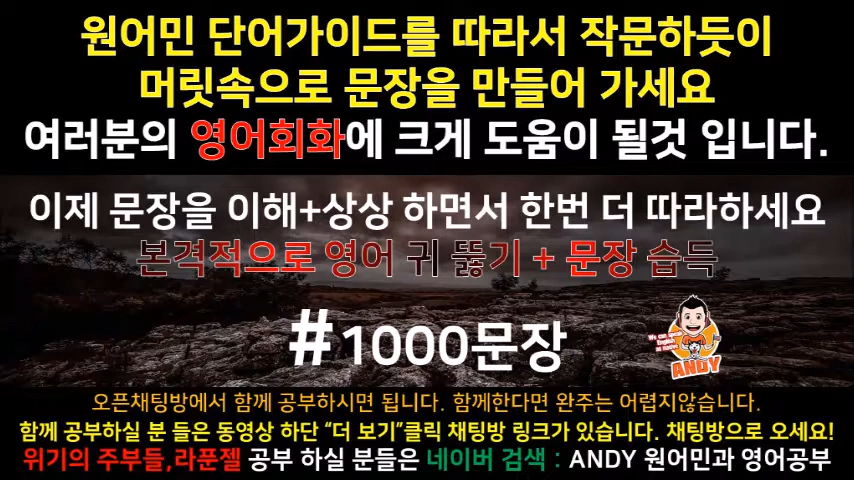 원어민 단어가이드를 따라서 작문하듯이
머릿속으로 문장을 만들어 가세요
여러분의 영어회화에 크게 도움이 될것 입니다.
이제 문장을 이해+상상 하면서 한번 더 따라하세요
본격적으로 영어 귀 뚫기 + 문장 습득
#1000문장
We can speak
English
as Native
ANDY
오픈채팅방에서 함께 공부하시면 됩니다. 함께한다면 완주는 어렵지않습니다.
함께 공부하실 분 들은 동영상 하단 “더 보기”클릭 채팅방 링크가 있습니다. 채팅방으로 오세요!
위기의 주부들,라푼젤 공부 하실 분들은 네이버 검색 : ANDY 원어민과 영어공부